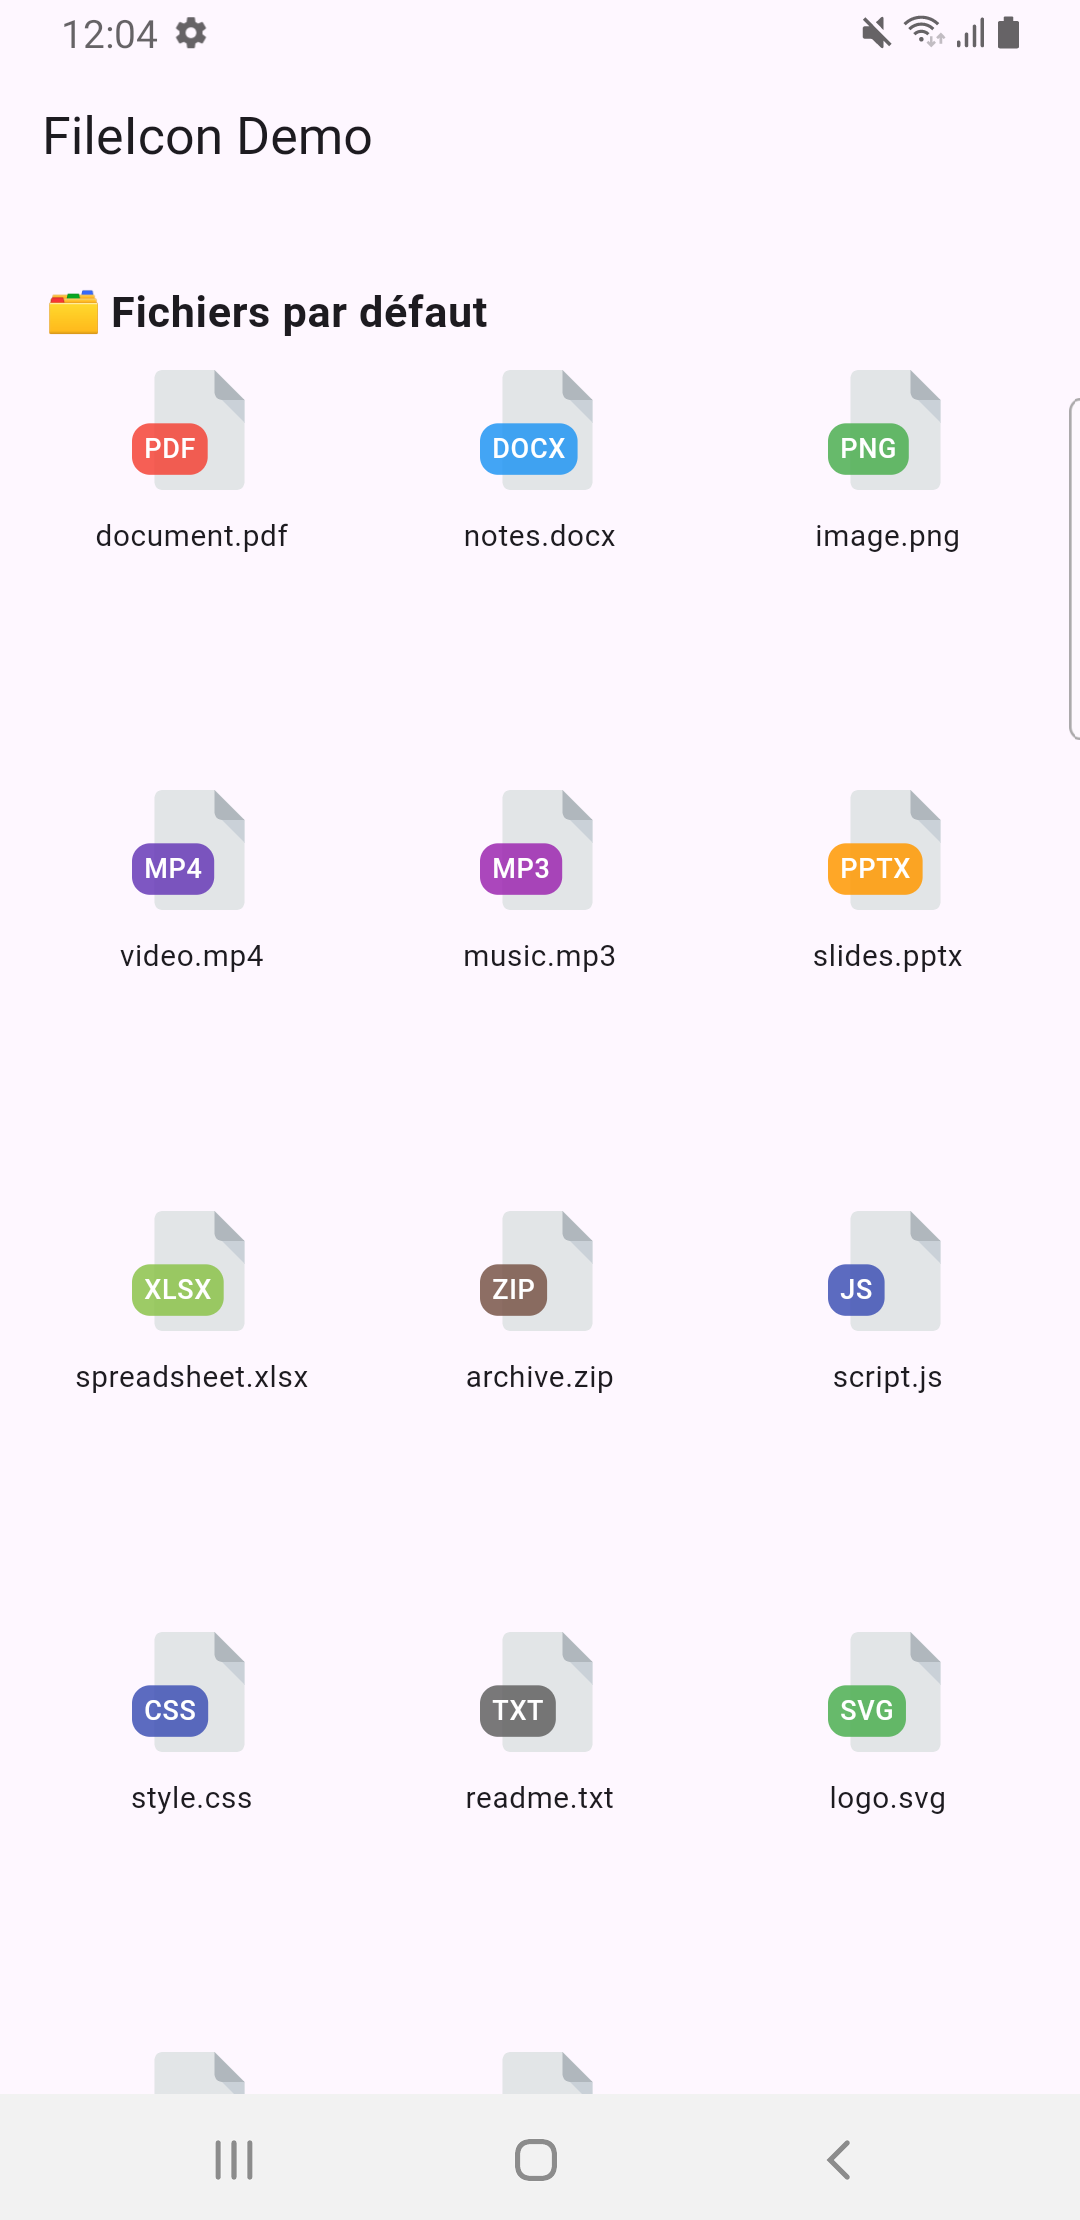 12:04
FileIcon Demo
Fichiers par défaut
PDF DOCX PNG
document.pdf notes.docx image.png
MP4 MP3 PPTX
video.mp4 music.mp3 slides.pptx
XLSX ZIP JS
spreadsheet.xlsx archive.zip script.js
CSS TXT SVG
style.css readme.txt logo.svg